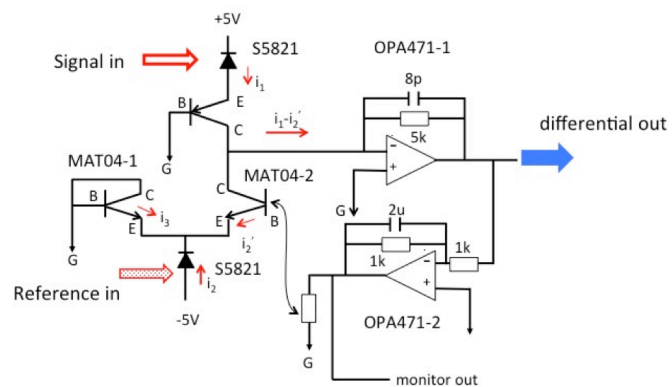 +5V
S5821
OPA471-1
Signal in
8p
i₁
E
B
i₁-i₂′
5k
C
differential out
MAT04-1
G
MAT04-2
C
B
C
i₃
G
2u
E
E
B
i₂′
1k
1k
G
S5821
Reference in
i₂
-5V
OPA471-2
G
monitor out